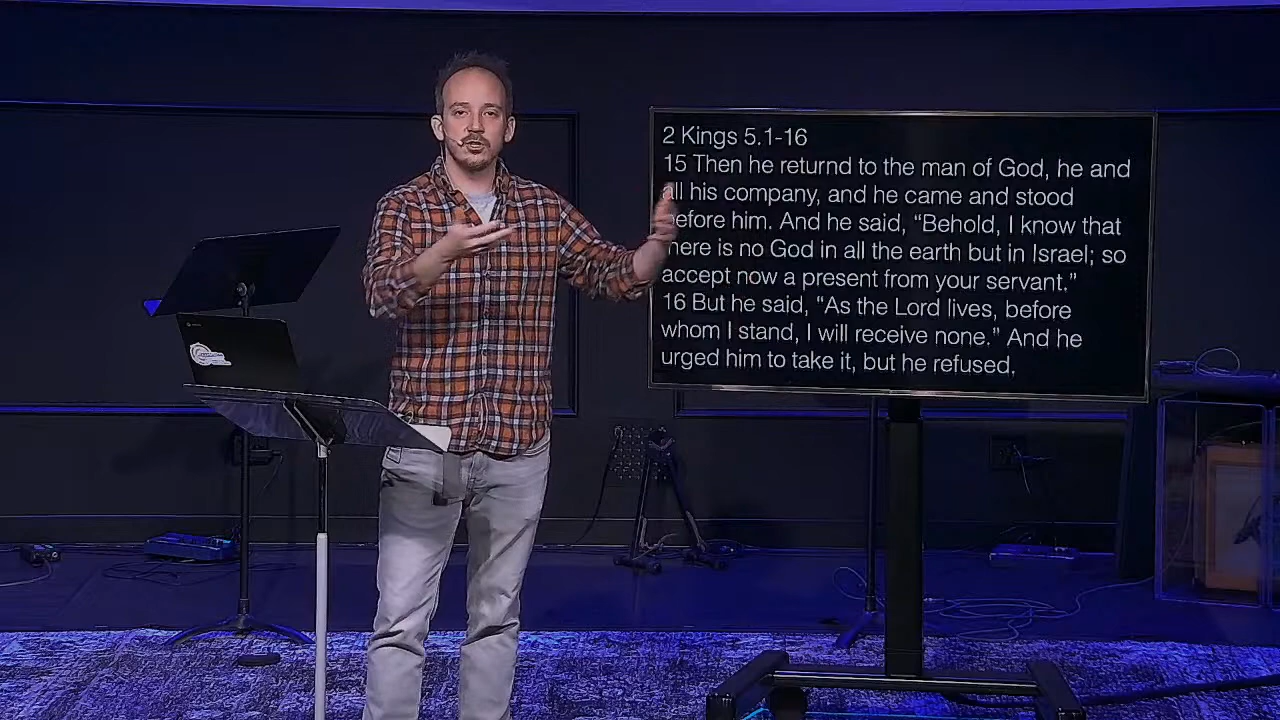 2 Kings 5.1-16
15 Then he returnd to the man of God, he and
all his company, and he came and stood
before him. And he said, “Behold, I know that
there is no God in all the earth but in Israel; so
accept now a present from your servant.”
16 But he said, “As the Lord lives, before
whom I stand, I will receive none.” And he
urged him to take it, but he refused.